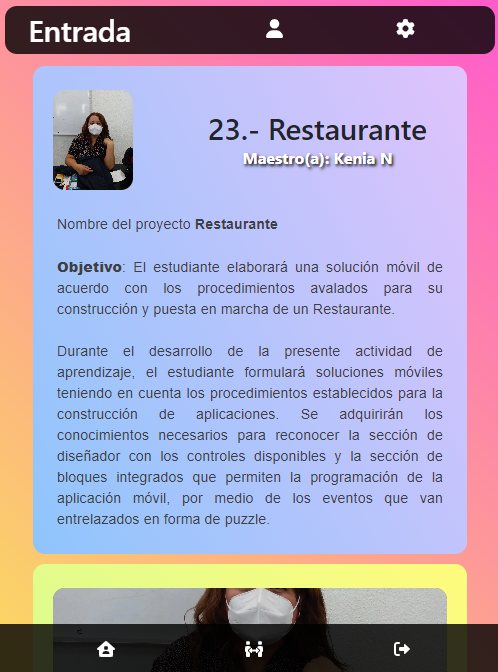 Entrada
23.- Restaurante
Maestro(a): Kenia N
Nombre del proyecto Restaurante
Objetivo: El estudiante elaborará una solución móvil de
acuerdo con los procedimientos avalados para su
construcción y puesta en marcha de un Restaurante.
Durante el desarrollo de la presente actividad de
aprendizaje, el estudiante formulará soluciones móviles
teniendo en cuenta los procedimientos establecidos para la
construcción de aplicaciones. Se adquirirán los
conocimientos necesarios para reconocer la sección de
diseñador con los controles disponibles y la sección de
bloques integrados que permiten la programación de la
aplicación móvil, por medio de los eventos que van
entrelazados en forma de puzzle.